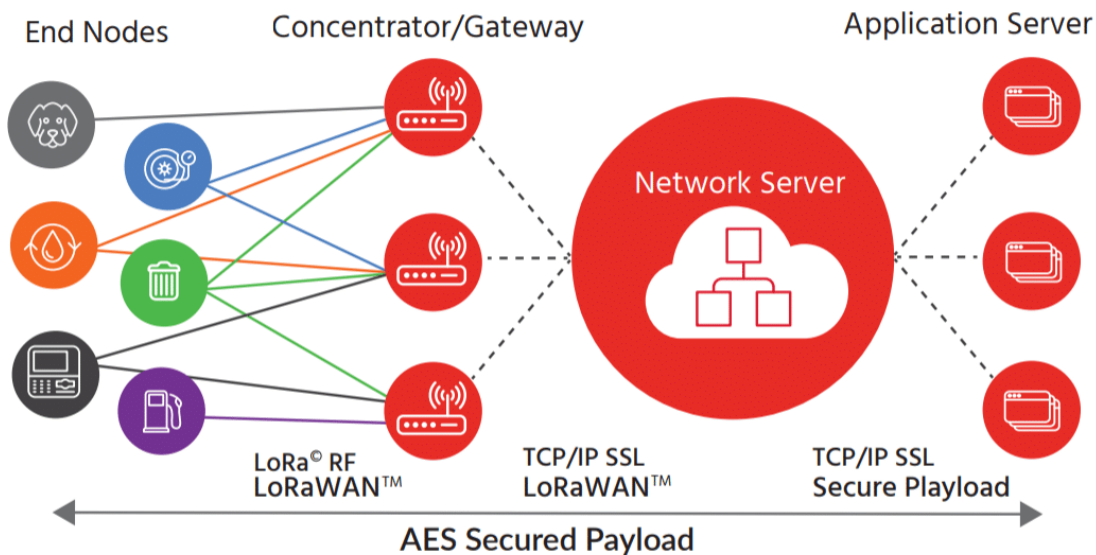 End Nodes
Concentrator/Gateway
Application Server
Network Server
LoRa© RF
LoRaWAN™
TCP/IP SSL
LoRaWAN™
TCP/IP SSL
Secure Playload
AES Secured Payload